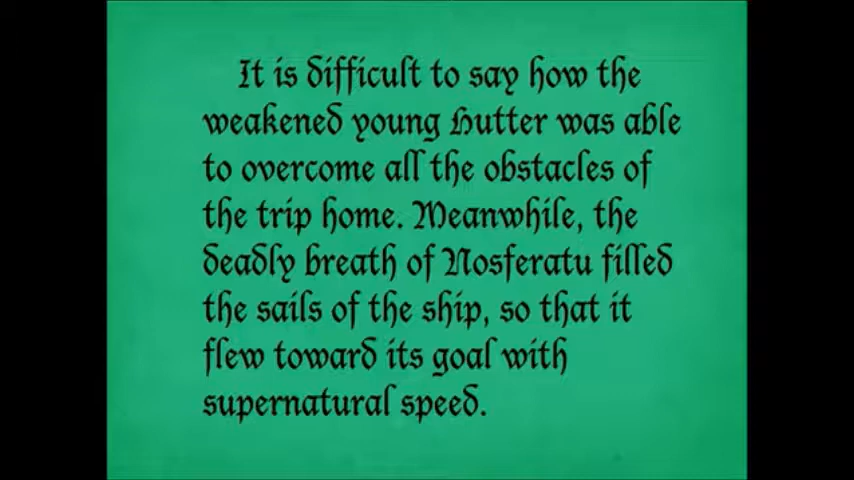 It is difficult to say how the
weakened young Hutter was able
to overcome all the obstacles of
the trip home. Meanwhile, the
deadly breath of Nosferatu filled
the sails of the ship, so that it
flew toward its goal with
supernatural speed.